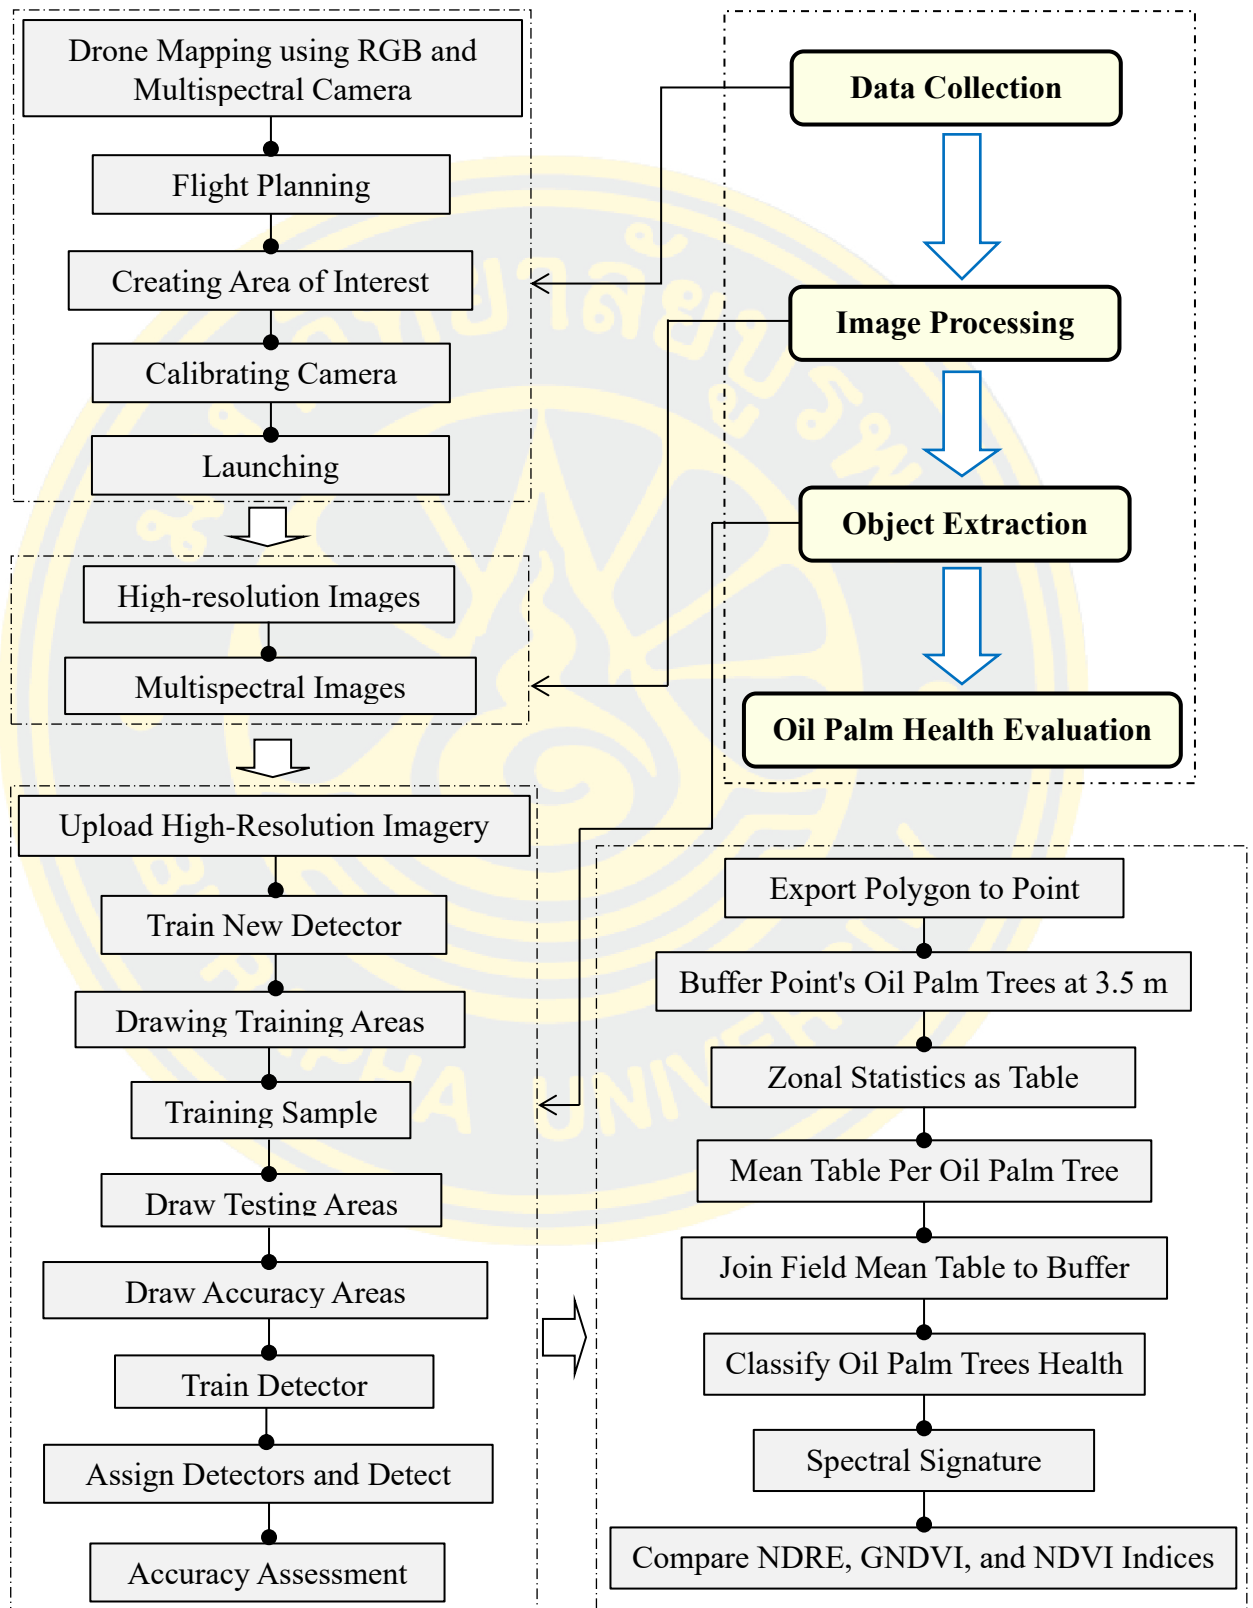 Drone Mapping using RGB and
Multispectral Camera
Flight Planning
Creating Area of Interest
Calibrating Camera
Launching
High-resolution Images
Multispectral Images
Upload High-Resolution Imagery
Train New Detector
Drawing Training Areas
Training Sample
Draw Testing Areas
Draw Accuracy Areas
Train Detector
Assign Detectors and Detect
Accuracy Assessment
Data Collection
Image Processing
Object Extraction
Oil Palm Health Evaluation
Export Polygon to Point
Buffer Point's Oil Palm Trees at 3.5 m
Zonal Statistics as Table
Mean Table Per Oil Palm Tree
Join Field Mean Table to Buffer
Classify Oil Palm Trees Health
Spectral Signature
Compare NDRE, GNDVI, and NDVI Indices